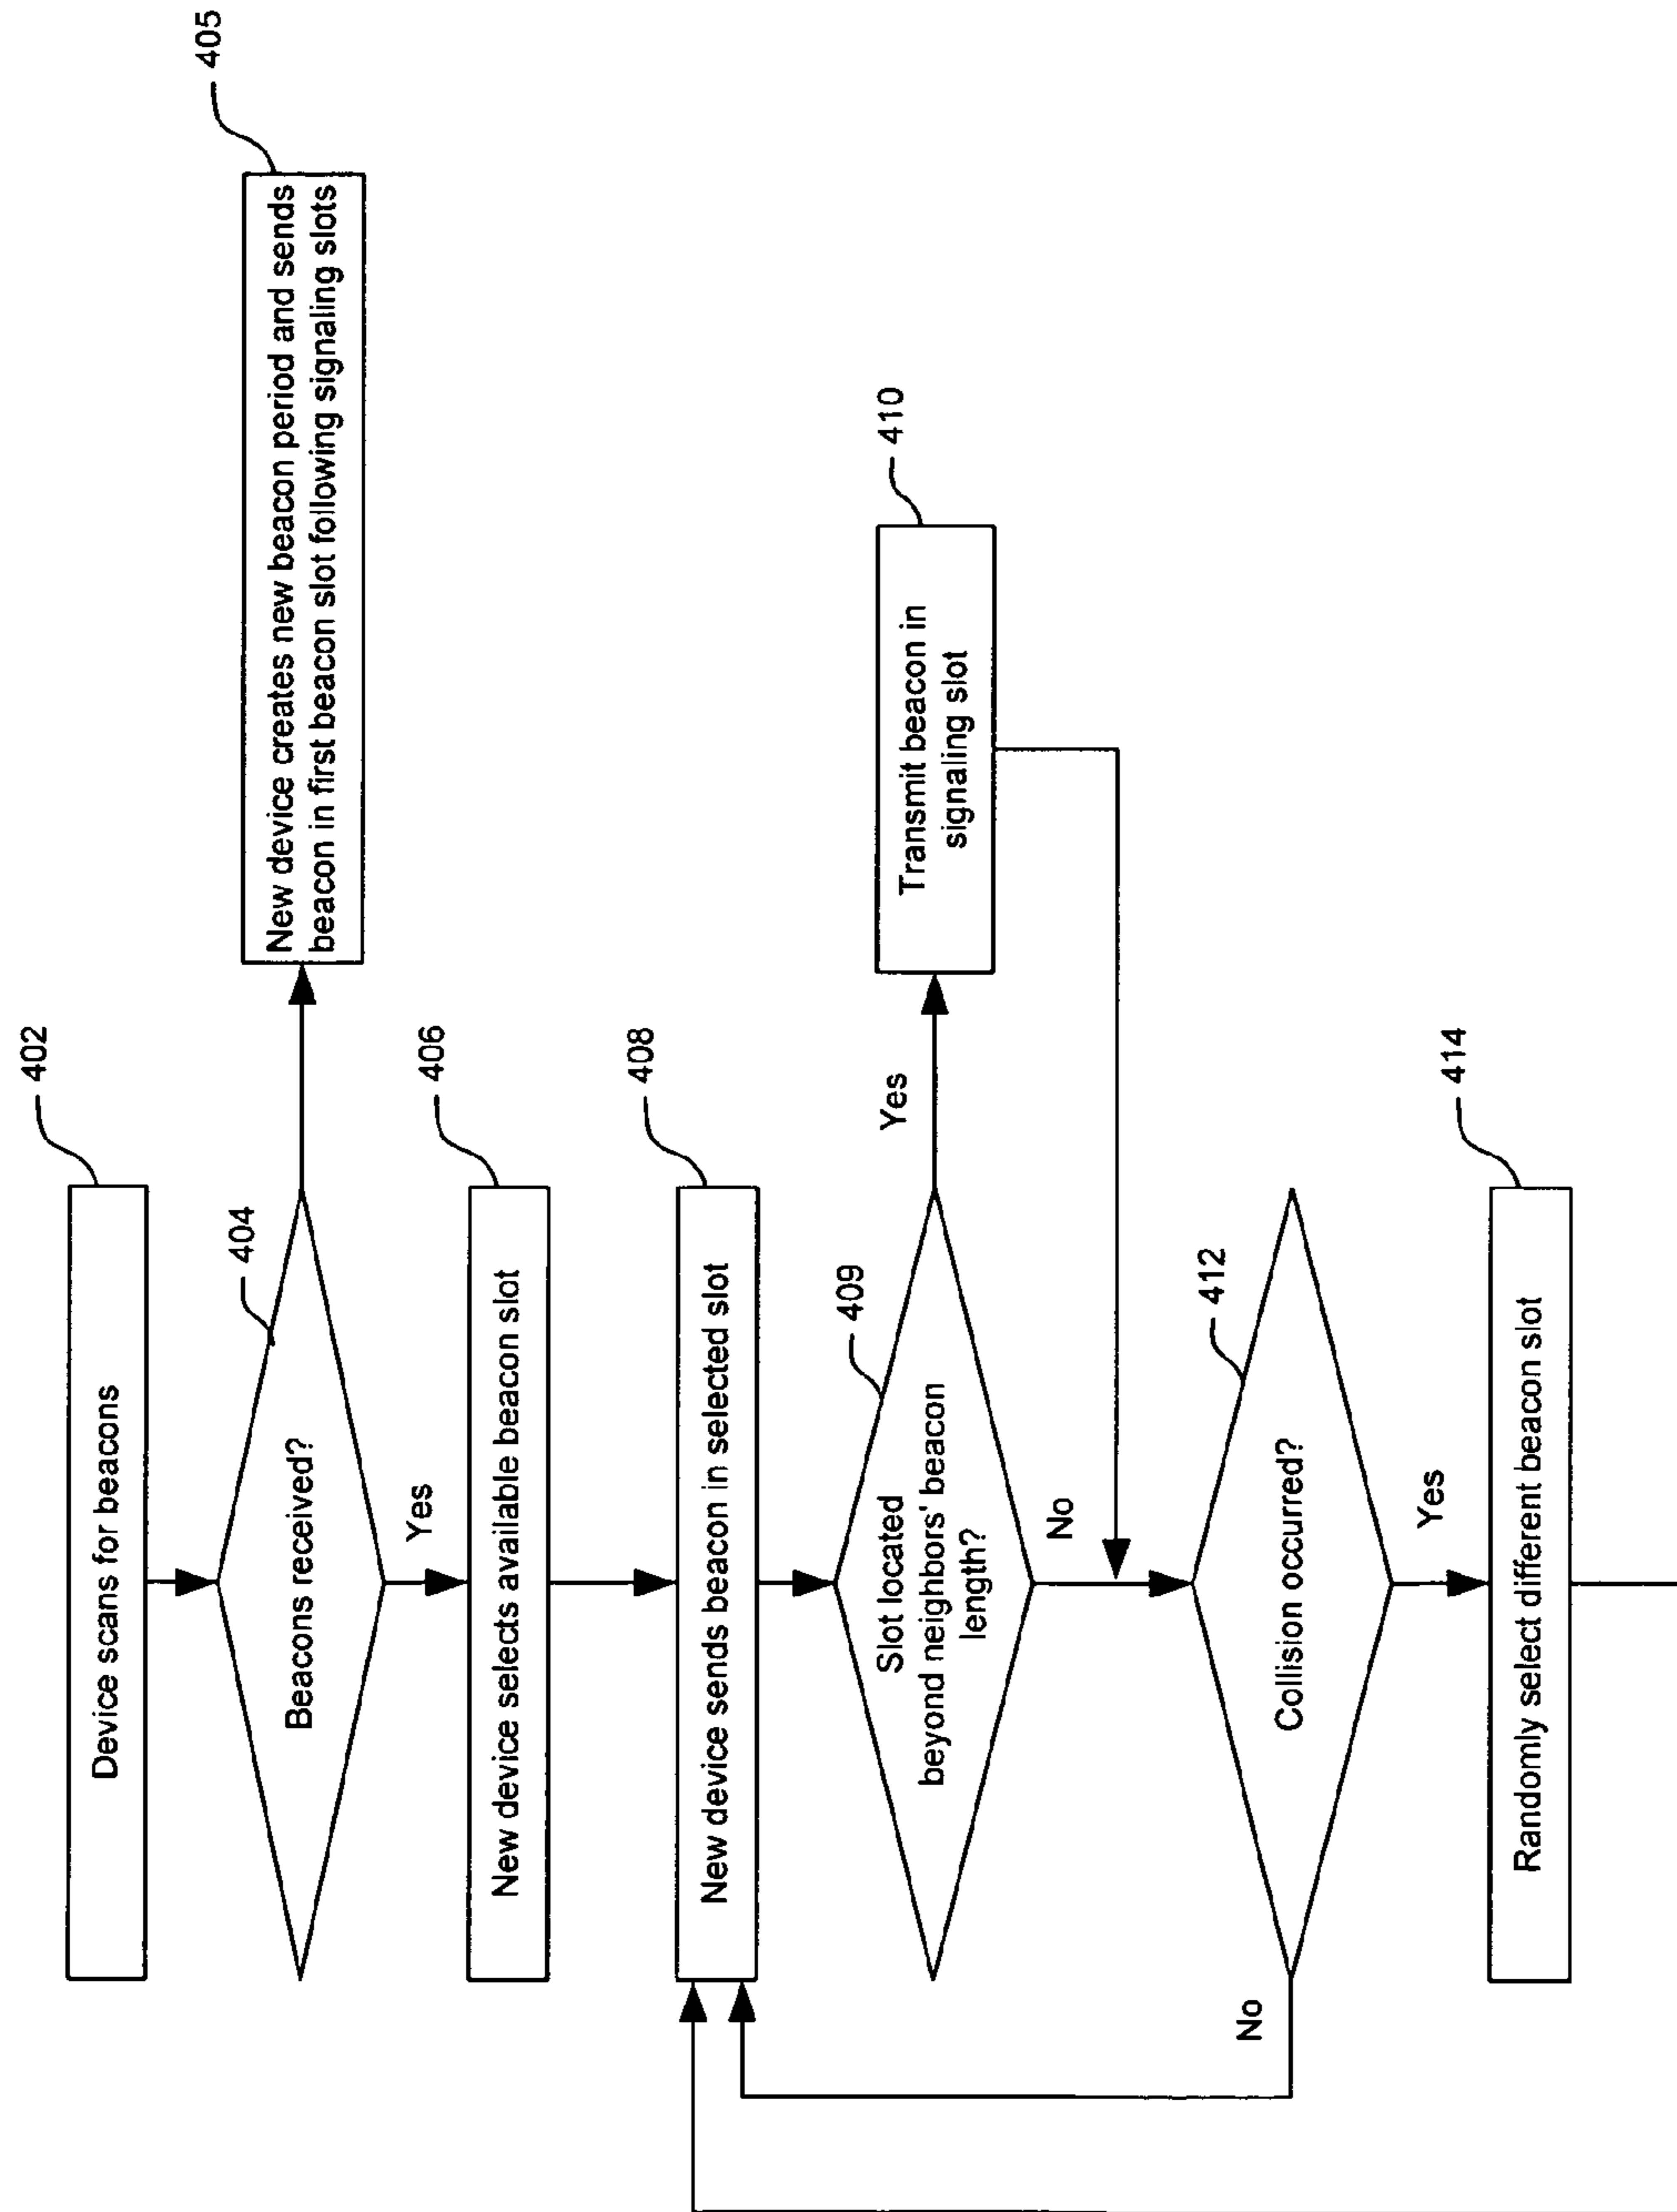 402
Device scans for beacons
404
Beacons received?
405
New device creates new beacon period and sends
beacon in first beacon slot following signaling slots
Yes
406
New device selects available beacon slot
408
New device sends beacon in selected slot
409
Slot located
beyond neighbors' beacon
length?
Yes
410
Transmit beacon in
signaling slot
No
412
Collision occurred?
No
Yes
414
Randomly select different beacon slot